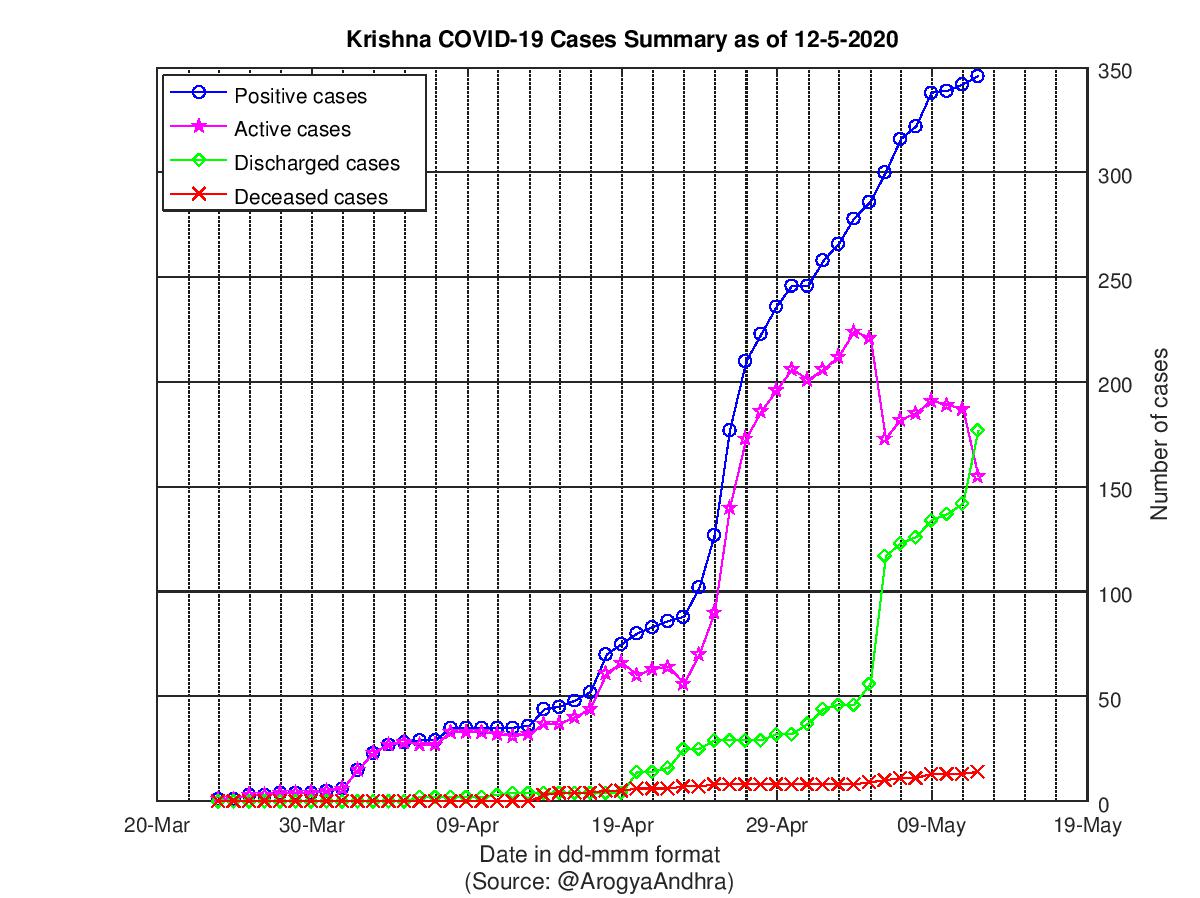 Krishna COVID-19 Cases Summary as of 12-5-2020
Positive cases
Active cases
Discharged cases
Deceased cases
350
300
250
200
150
100
50
0
Number of cases
20-Mar 30-Mar 09-Apr 19-Apr 29-Apr 09-May 19-May
Date in dd-mmm format
(Source: @ArogyaAndhra)